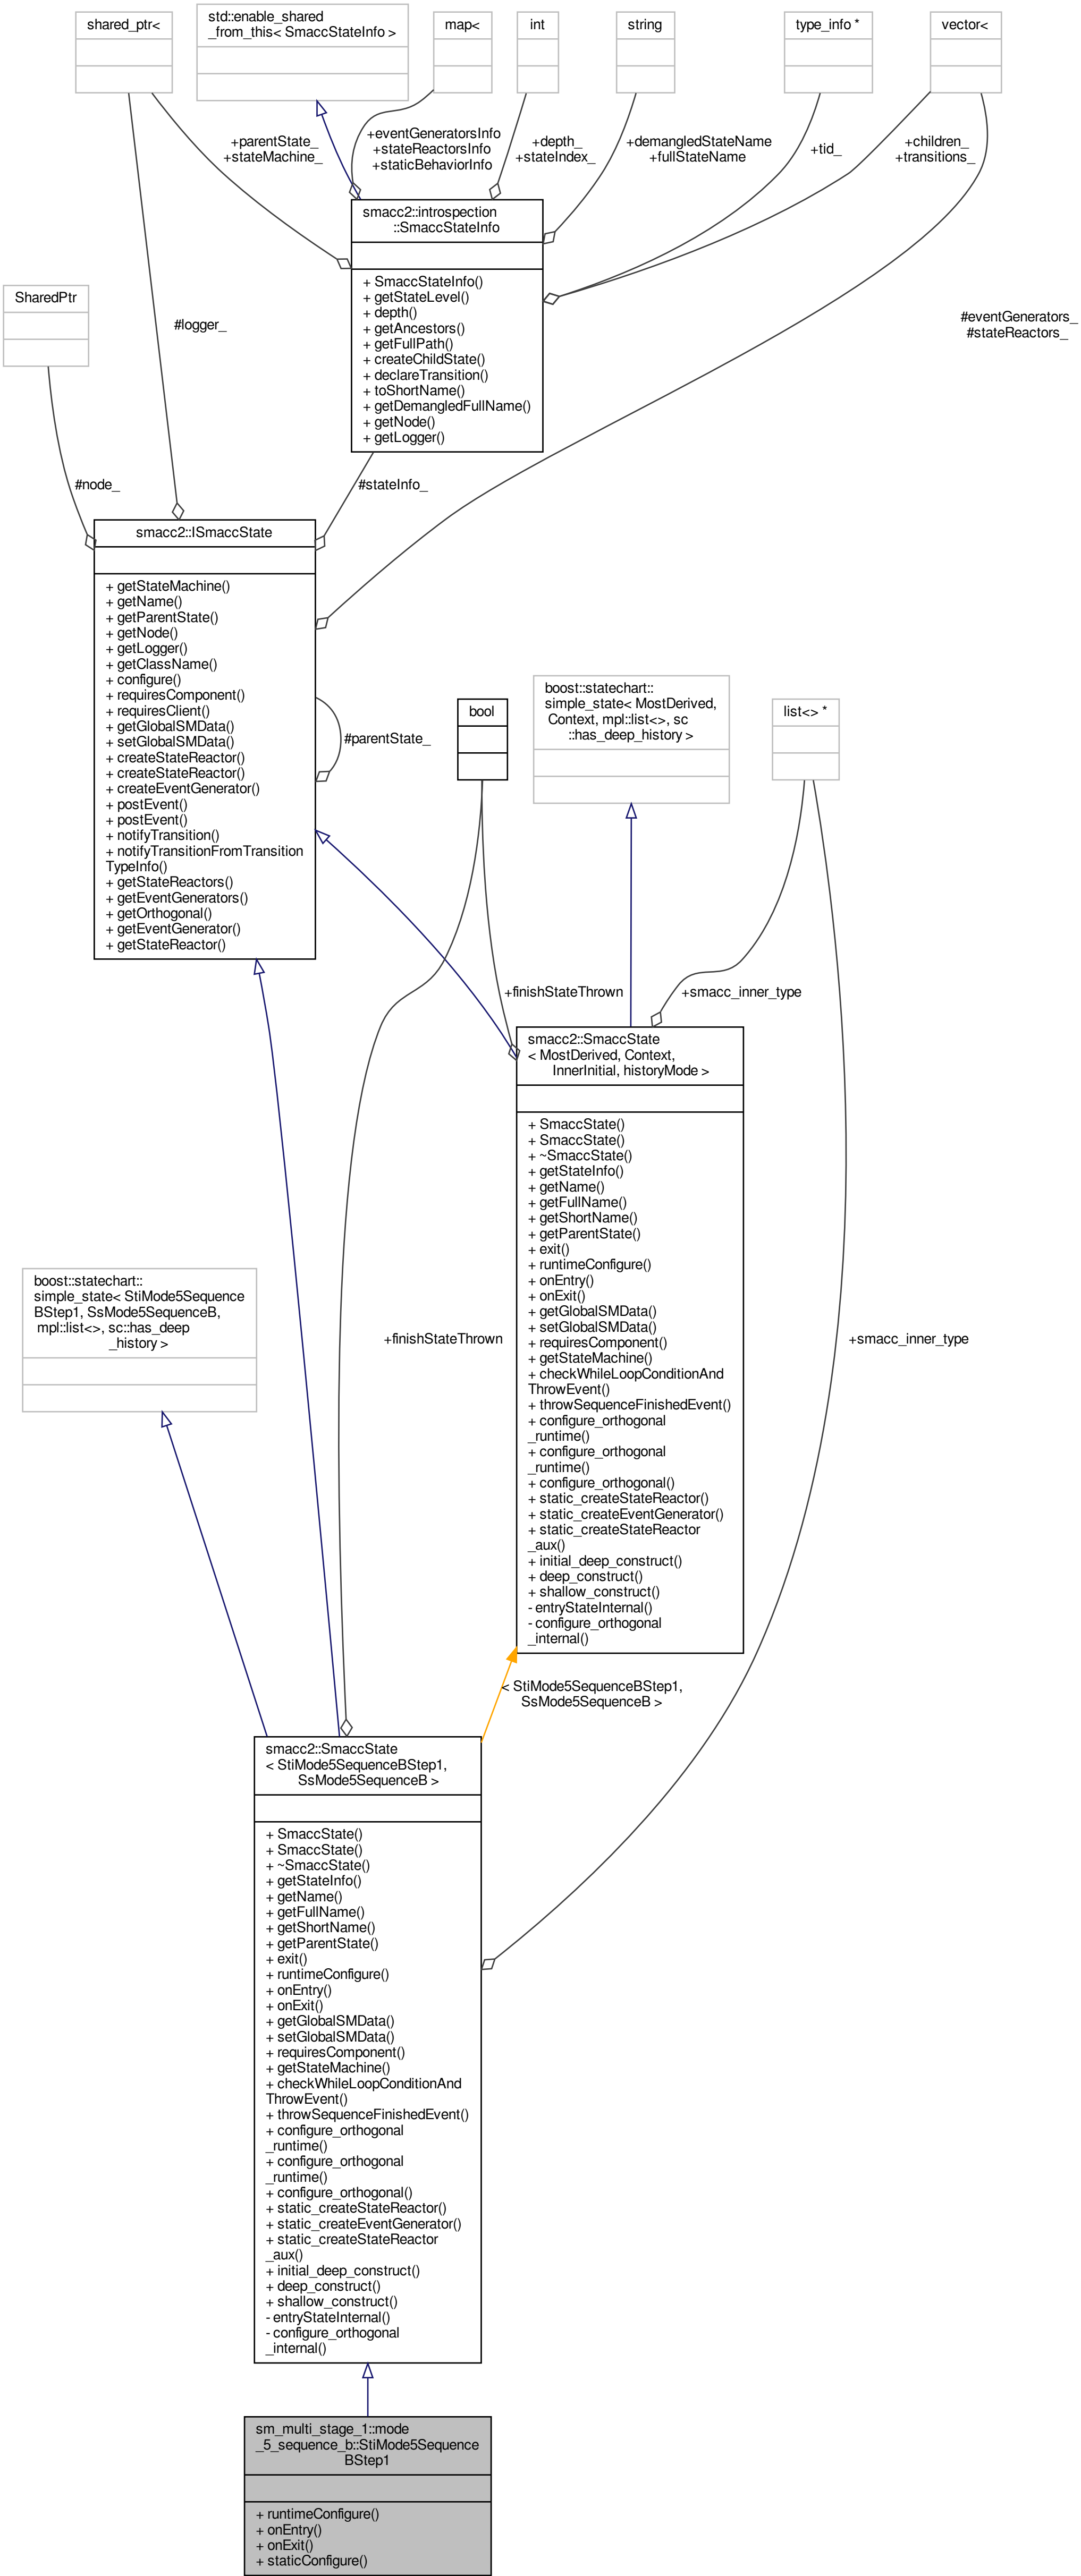 shared_ptr<
std::enable_shared
_from_this< SmaccStateInfo >
map<
int
string
type_info *
vector<
+parentState_
+stateMachine_
+eventGeneratorsInfo
+stateReactorsInfo
+staticBehaviorInfo
+depth_
+stateIndex_
+demangledStateName
+fullStateName
+tid_
+children_
+transitions_
smacc2::introspection
::SmaccStateInfo
+ SmaccStateInfo()
+ getStateLevel()
+ depth()
+ getAncestors()
+ getFullPath()
+ createChildState()
+ declareTransition()
+ toShortName()
+ getDemangledFullName()
+ getNode()
+ getLogger()
SharedPtr
#logger_
#eventGenerators_
#stateReactors_
#node_
#stateInfo_
smacc2::ISmaccState
+ getStateMachine()
+ getName()
+ getParentState()
+ getNode()
+ getLogger()
+ getClassName()
+ configure()
+ requiresComponent()
+ requiresClient()
+ getGlobalSMData()
+ setGlobalSMData()
+ createStateReactor()
+ createStateReactor()
+ createEventGenerator()
+ postEvent()
+ postEvent()
+ notifyTransition()
+ notifyTransitionFromTransition
TypeInfo()
+ getStateReactors()
+ getEventGenerators()
+ getOrthogonal()
+ getEventGenerator()
+ getStateReactor()
#parentState_
bool
boost::statechart::
simple_state< MostDerived,
Context, mpl::list<>, sc
::has_deep_history >
list<> *
+finishStateThrown
+smacc_inner_type
smacc2::SmaccState
< MostDerived, Context,
InnerInitial, historyMode >
+ SmaccState()
+ SmaccState()
+ ~SmaccState()
+ getStateInfo()
+ getName()
+ getFullName()
+ getShortName()
+ getParentState()
+ exit()
+ runtimeConfigure()
+ onEntry()
+ onExit()
+ getGlobalSMData()
+ setGlobalSMData()
+ requiresComponent()
+ getStateMachine()
+ checkWhileLoopConditionAnd
ThrowEvent()
+ throwSequenceFinishedEvent()
+ configure_orthogonal
_runtime()
+ configure_orthogonal
_runtime()
+ configure_orthogonal()
+ static_createStateReactor()
+ static_createEventGenerator()
+ static_createStateReactor
_aux()
+ initial_deep_construct()
+ deep_construct()
+ shallow_construct()
- entryStateInternal()
- configure_orthogonal
_internal()
boost::statechart::
simple_state< StiMode5Sequence
BStep1, SsMode5SequenceB,
mpl::list<>, sc::has_deep
_history >
+finishStateThrown
+smacc_inner_type
< StiMode5SequenceBStep1,
SsMode5SequenceB >
smacc2::SmaccState
< StiMode5SequenceBStep1,
SsMode5SequenceB >
+ SmaccState()
+ SmaccState()
+ ~SmaccState()
+ getStateInfo()
+ getName()
+ getFullName()
+ getShortName()
+ getParentState()
+ exit()
+ runtimeConfigure()
+ onEntry()
+ onExit()
+ getGlobalSMData()
+ setGlobalSMData()
+ requiresComponent()
+ getStateMachine()
+ checkWhileLoopConditionAnd
ThrowEvent()
+ throwSequenceFinishedEvent()
+ configure_orthogonal
_runtime()
+ configure_orthogonal
_runtime()
+ configure_orthogonal()
+ static_createStateReactor()
+ static_createEventGenerator()
+ static_createStateReactor
_aux()
+ initial_deep_construct()
+ deep_construct()
+ shallow_construct()
- entryStateInternal()
- configure_orthogonal
_internal()
sm_multi_stage_1::mode
_5_sequence_b::StiMode5Sequence
BStep1
+ runtimeConfigure()
+ onEntry()
+ onExit()
+ staticConfigure()